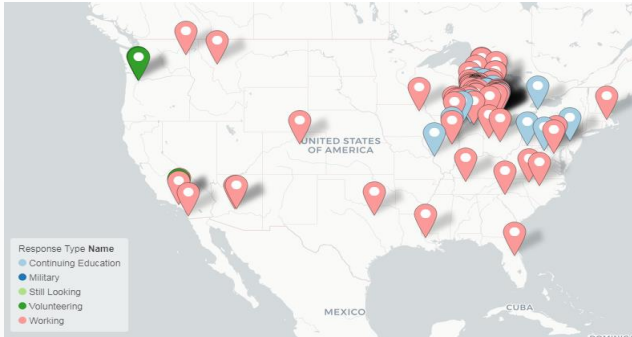 UNITED STATES
OF AMERICA
Response Type Name
Continuing Education
Military
Still Looking
Volunteering
Working
MEXICO
CUBA